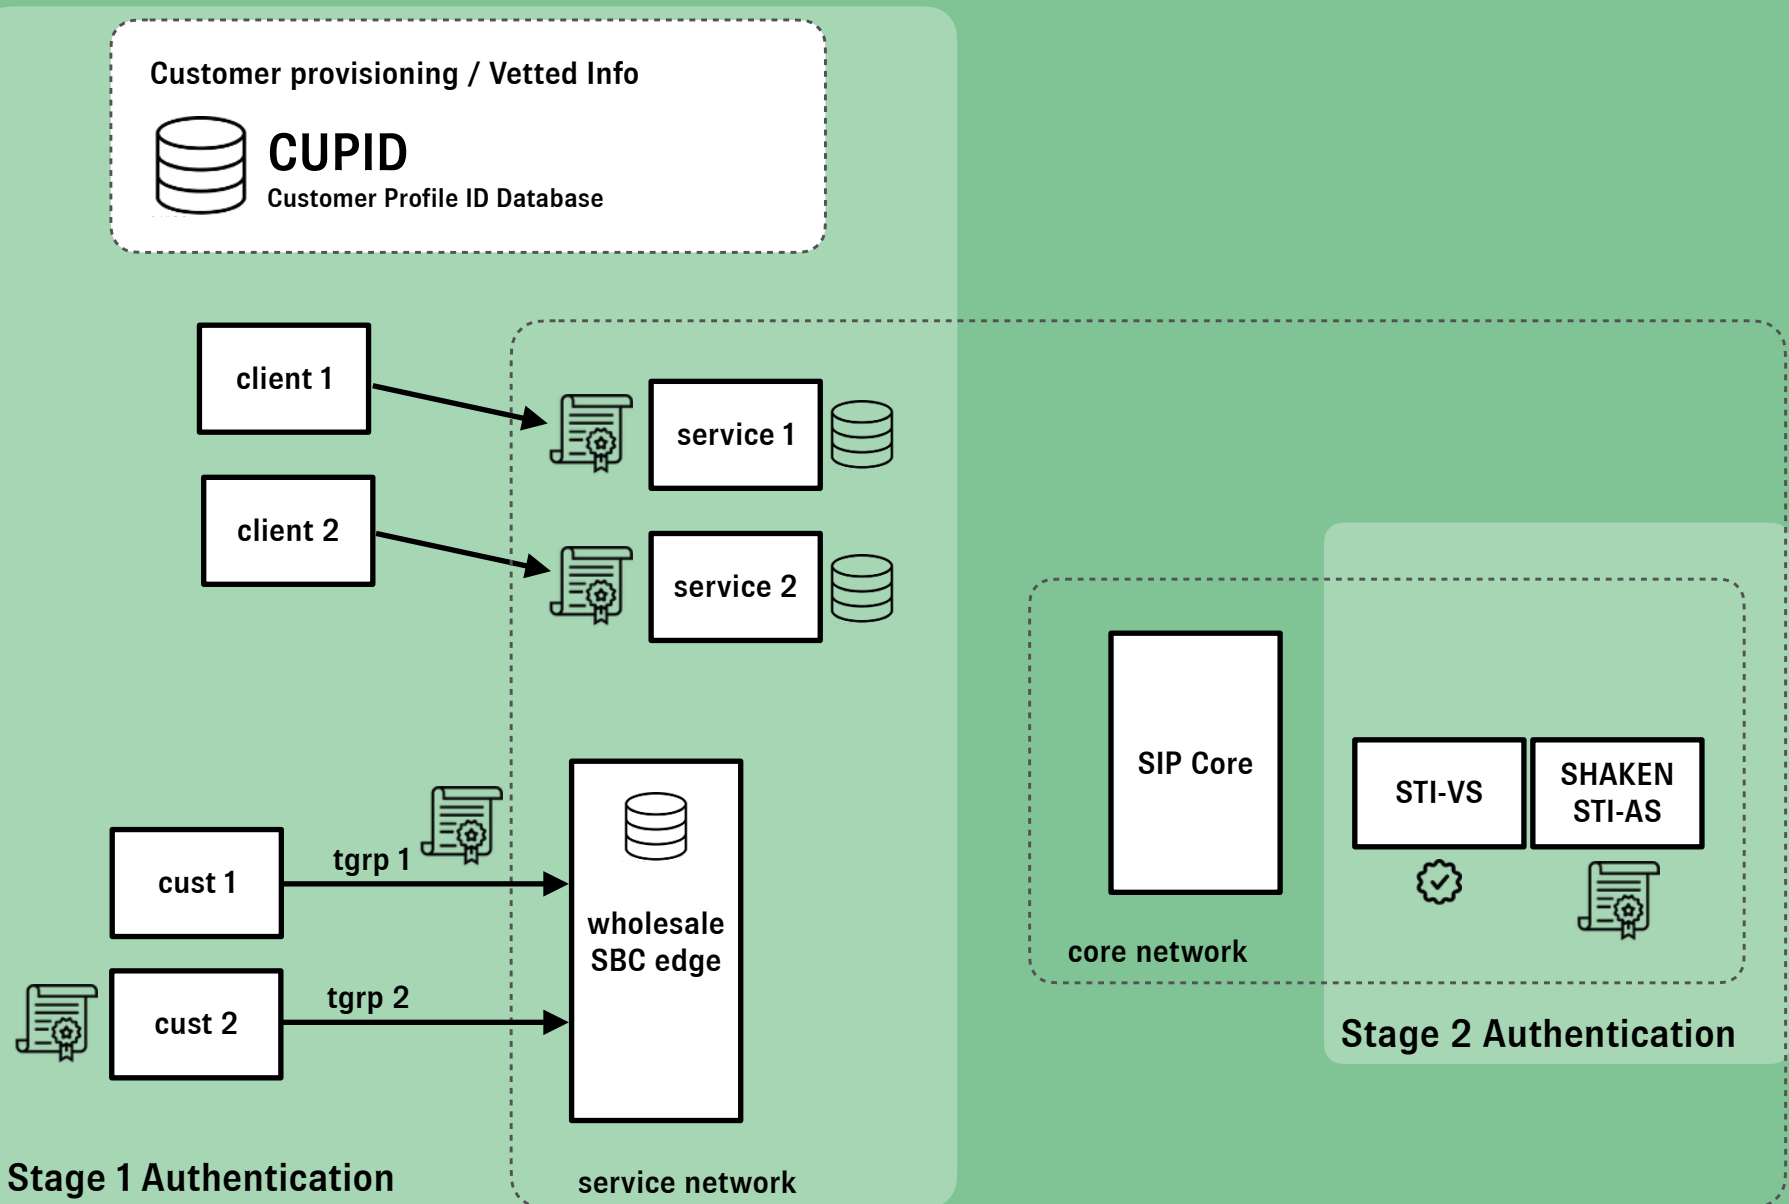 Customer provisioning / Vetted Info
CUPID
Customer Profile ID Database
client 1
service 1
client 2
service 2
SIP Core
STI-VS
SHAKEN
STI-AS
tgrp 1
cust 1
wholesale
SBC edge
core network
tgrp 2
cust 2
Stage 2 Authentication
Stage 1 Authentication
service network